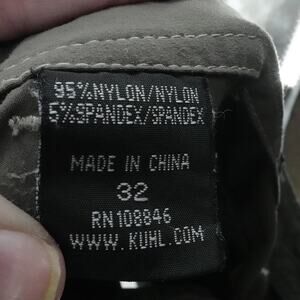 95%NYLON/NYLON
5%SPANDEX/SPANDEX
MADE IN CHINA
32
RN108846
WWW.KUHL.COM